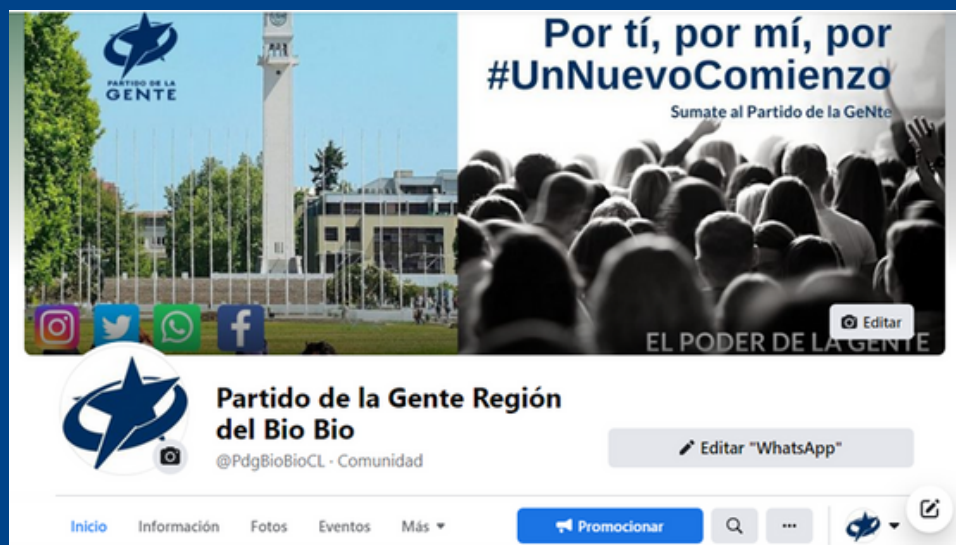 PARTIDO DE LA
GENTE
Por tí, por mí, por
#UnNuevoComienzo
Sumate al Partido de la GeNte
Editar
EL PODER DE LA GENTE
Partido de la Gente Región
del Bio Bio
@PdgBioBioCL · Comunidad
Editar "WhatsApp"
Inicio Información Fotos Eventos Más
Promocionar